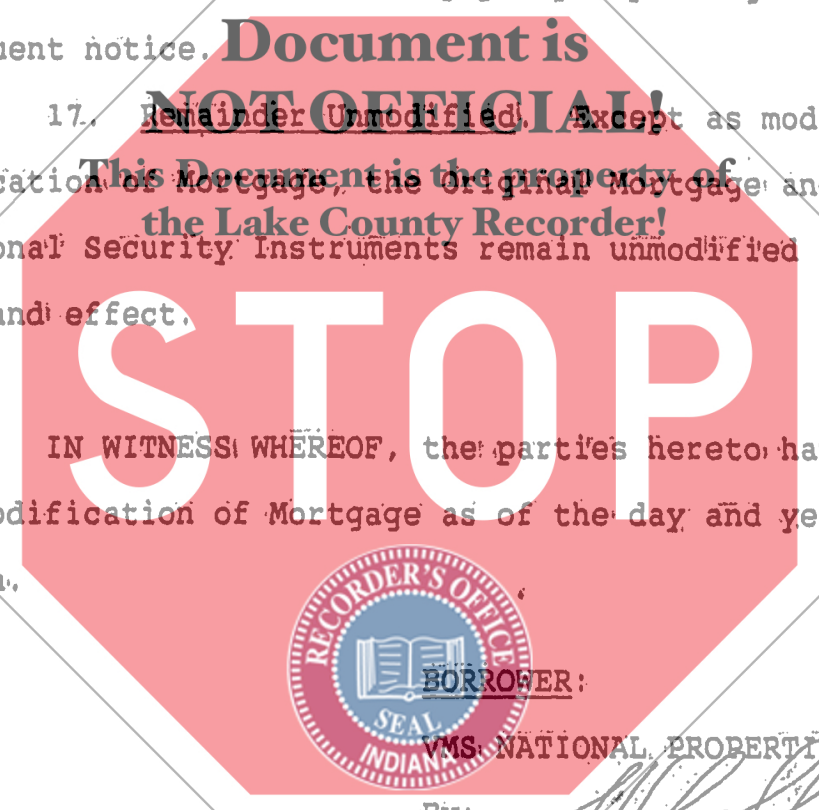 uent notice. Document is
NOT OFFICIAL!
17. Remainder Unmodified. Except as mod
This Document is the property of
cation of Mortgage, the Original Mortgage an
the Lake County Recorder!
onal Security Instruments remain unmodified
and effect.
STOP
IN WITNESS WHEREOF, the parties hereto ha
odification of Mortgage as of the day and ye
RECORDER'S OFFICE
SEAL
INDIANA
BORROWER:
VMS NATIONAL PROPERTI
By: